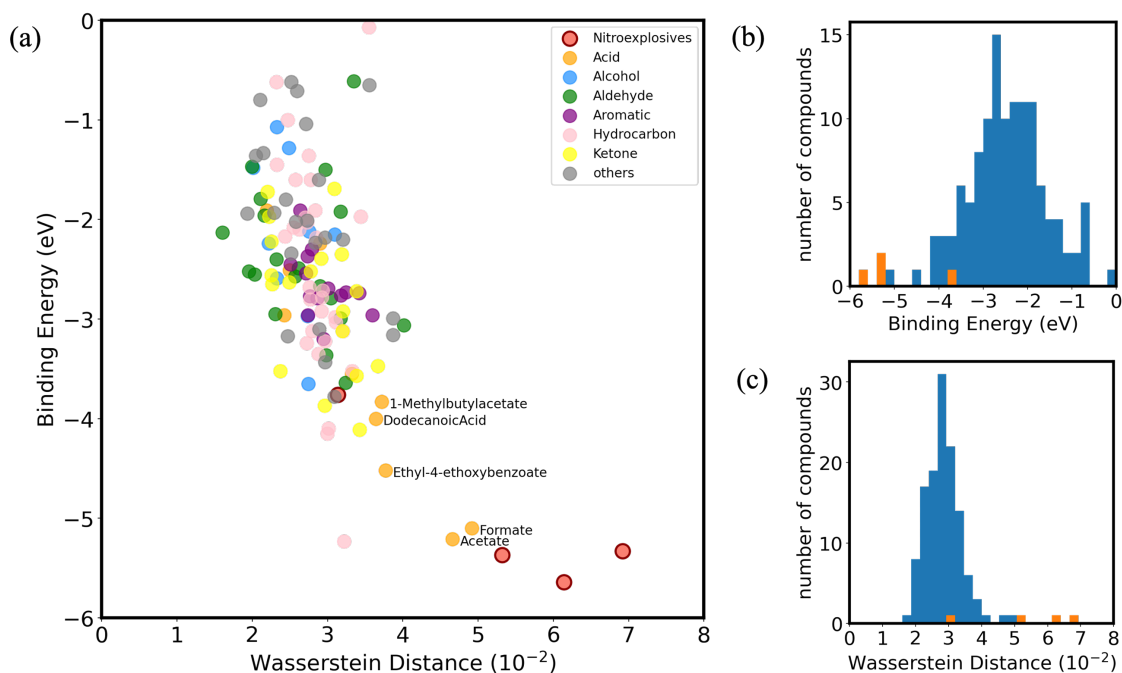 (a)
0
−1
−2
−3
−4
−5
−6
Binding Energy (eV)
0 1 2 3 4 5 6 7 8
Wasserstein Distance (10⁻²)
Nitroexplosives
Acid
Alcohol
Aldehyde
Aromatic
Hydrocarbon
Ketone
others
1-Methylbutylacetate
DodecanoicAcid
Ethyl-4-ethoxybenzoate
Formate
Acetate
(b)
number of compounds
15
10
5
0
−6 −5 −4 −3 −2 −1 0
Binding Energy (eV)
(c)
number of compounds
30
20
10
0
0 1 2 3 4 5 6 7 8
Wasserstein Distance (10⁻²)